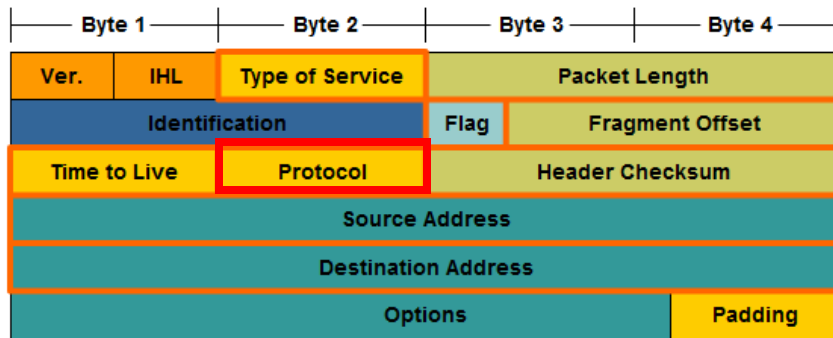 Byte 1 Byte 2 Byte 3 Byte 4
Ver. IHL Type of Service Packet Length
Identification Flag Fragment Offset
Time to Live Protocol Header Checksum
Source Address
Destination Address
Options Padding